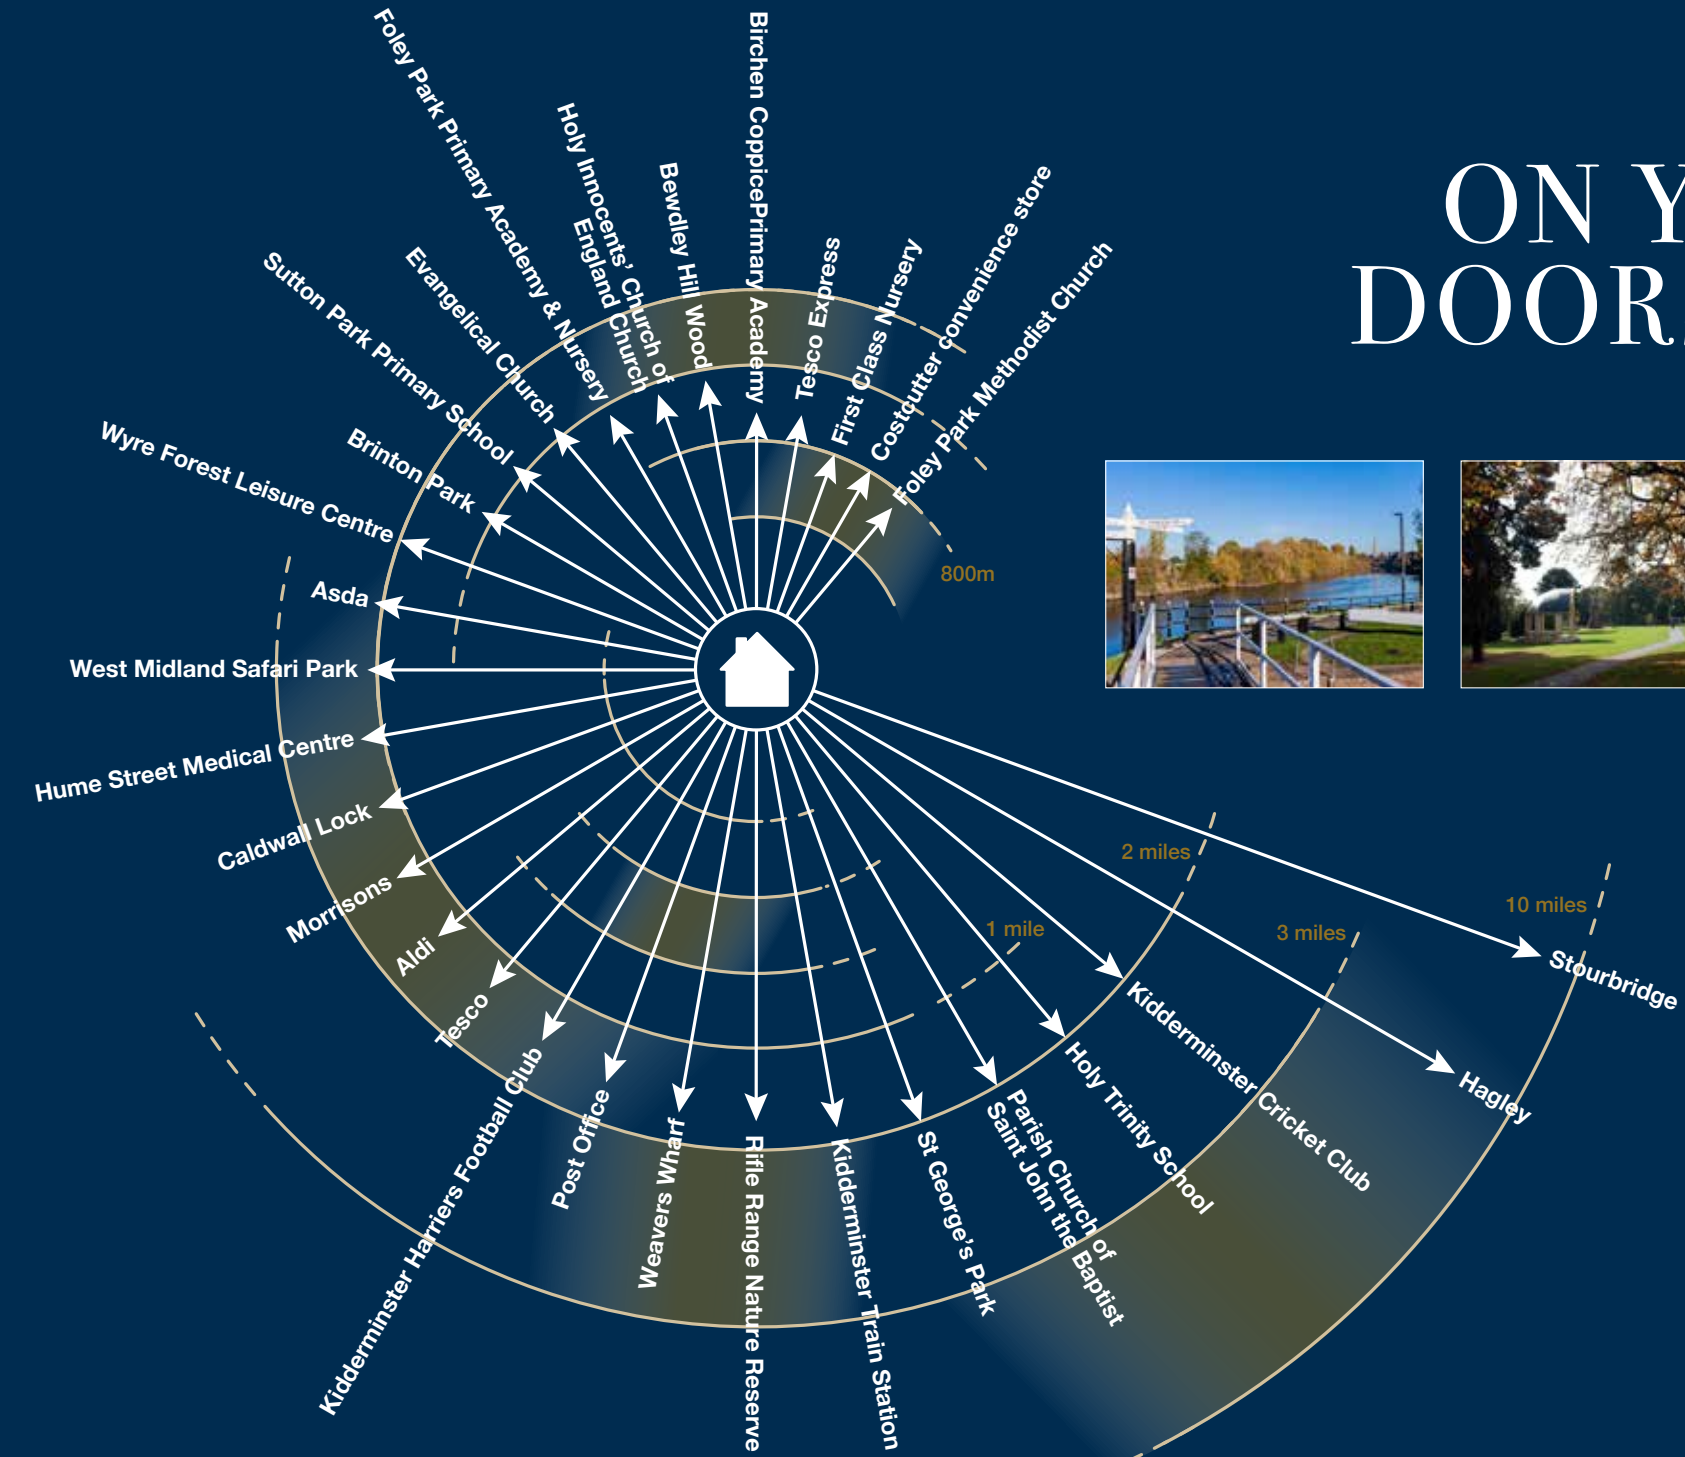 ON Y
DOOR
Foley Park Primary Academy & Nursery
Holy Innocents’ Church of
England Church
Bewdley Hill Wood
Birchen CoppicePrimary Academy
Tesco Express
First Class Nursery
Costcutter convenience store
Foley Park Methodist Church
Evangelical Church
Sutton Park Primary School
Brinton Park
Wyre Forest Leisure Centre
Asda
West Midland Safari Park
Hume Street Medical Centre
Caldwall Lock
Morrisons
Aldi
Tesco
Kidderminster Harriers Football Club
Post Office
Weavers Wharf
Rifle Range Nature Reserve
Kidderminster Train Station
St George’s Park
Parish Church of
Saint John the Baptist
Holy Trinity School
Kidderminster Cricket Club
Hagley
Stourbridge
800m
1 mile
2 miles
3 miles
10 miles